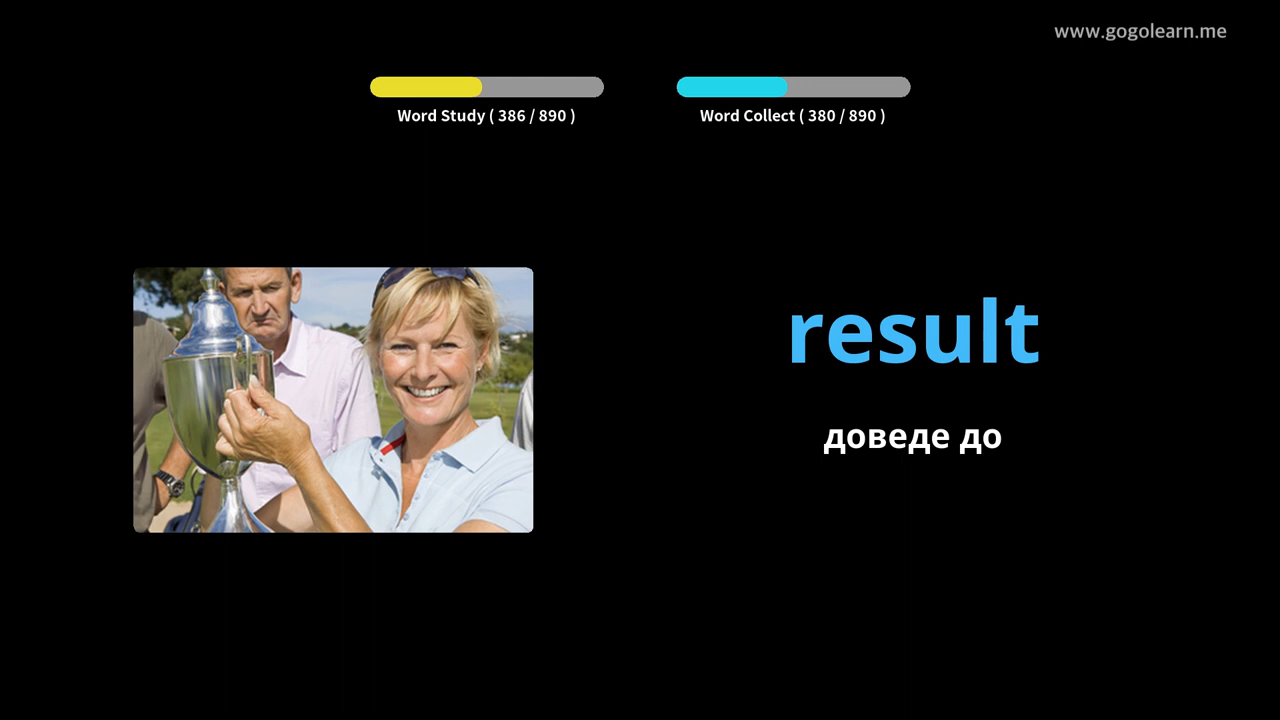 www.gogolearn.me
Word Study ( 386 / 890 )
Word Collect ( 380 / 890 )
result
доведе до